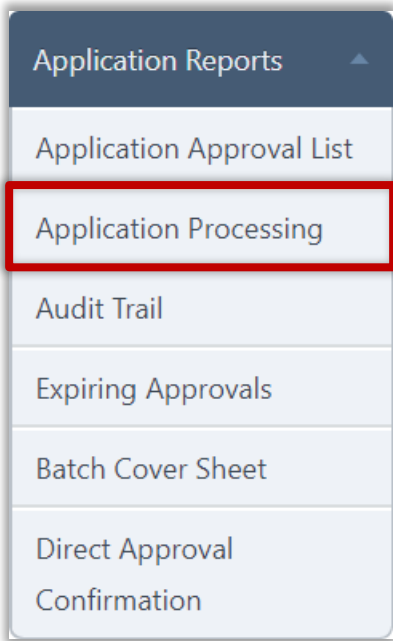 Application Reports
Application Approval List
Application Processing
Audit Trail
Expiring Approvals
Batch Cover Sheet
Direct Approval
Confirmation